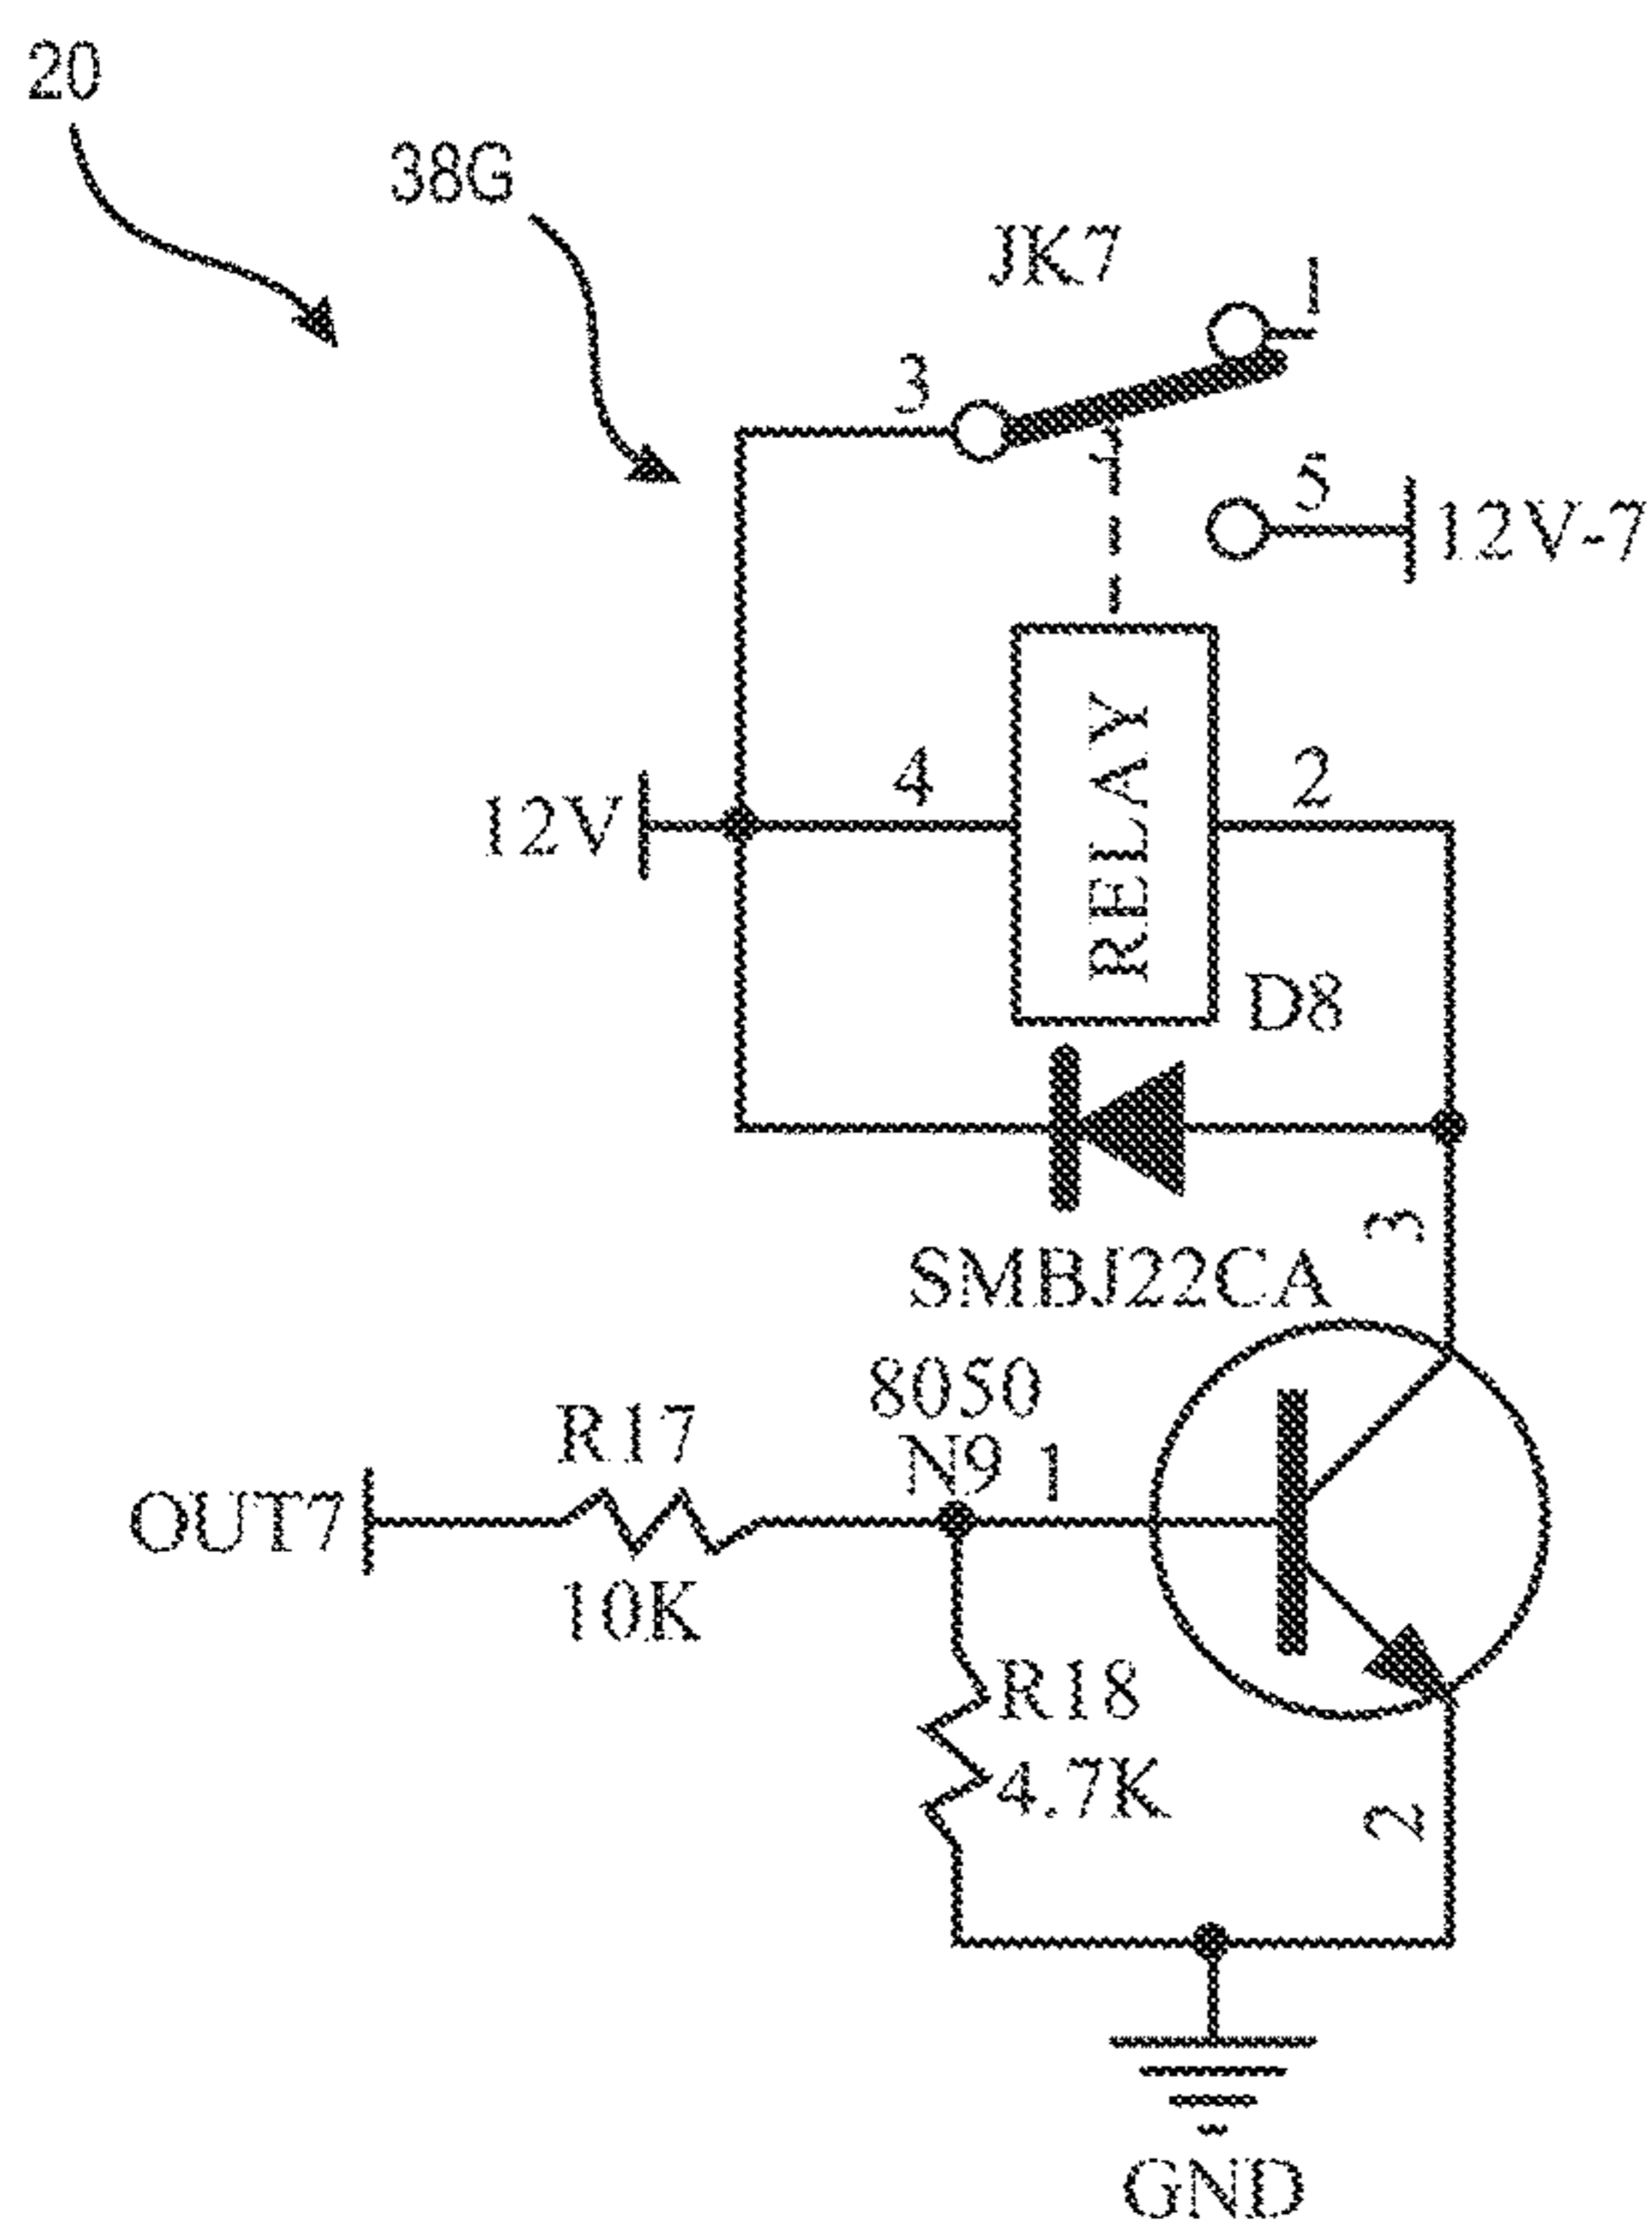 20
38G
JK7
1
3
5
12V-7
12V
4
RELAY
2
D8
3
SMBJ22CA
8050
R17
N9 1
OUT7
10K
R18
4.7K
2
GND